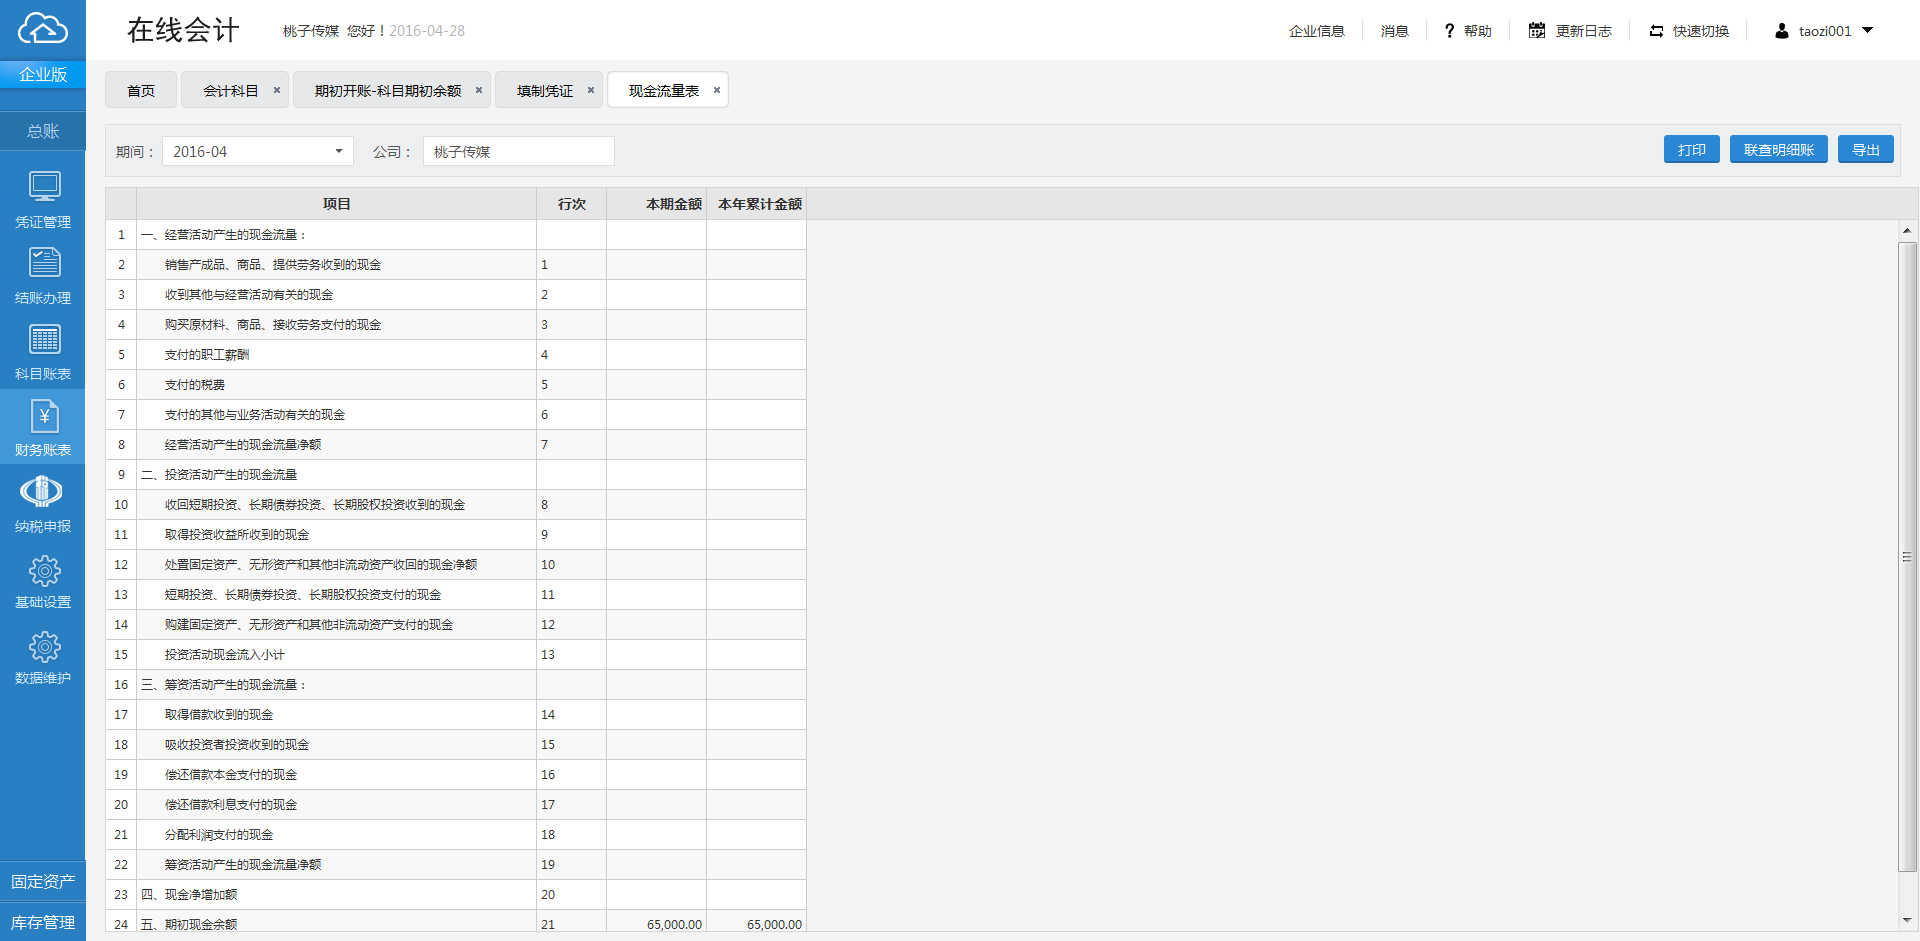 在线会计 桃子传媒 您好！2016-04-28 企业信息 消息 ? 帮助 更新日志 快速切换 taozi001
企业版
首页 会计科目 × 期初开账-科目期初余额 × 填制凭证 × 现金流量表 ×
总账
期间： 2016-04 公司： 桃子传媒 打印 联查明细账 导出
凭证管理
结账办理
科目账表
¥
财务账表
纳税申报
基础设置
数据维护
固定资产
库存管理
项目 行次 本期金额 本年累计金额
1 一、经营活动产生的现金流量：
2 销售产成品、商品、提供劳务收到的现金 1
3 收到其他与经营活动有关的现金 2
4 购买原材料、商品、接收劳务支付的现金 3
5 支付的职工薪酬 4
6 支付的税费 5
7 支付的其他与业务活动有关的现金 6
8 经营活动产生的现金流量净额 7
9 二、投资活动产生的现金流量
10 收回短期投资、长期债券投资、长期股权投资收到的现金 8
11 取得投资收益所收到的现金 9
12 处置固定资产、无形资产和其他非流动资产收回的现金净额 10
13 短期投资、长期债券投资、长期股权投资支付的现金 11
14 购建固定资产、无形资产和其他非流动资产支付的现金 12
15 投资活动现金流入小计 13
16 三、筹资活动产生的现金流量：
17 取得借款收到的现金 14
18 吸收投资者投资收到的现金 15
19 偿还借款本金支付的现金 16
20 偿还借款利息支付的现金 17
21 分配利润支付的现金 18
22 筹资活动产生的现金流量净额 19
23 四、现金净增加额 20
24 五、期初现金余额 21 65,000.00 65,000.00